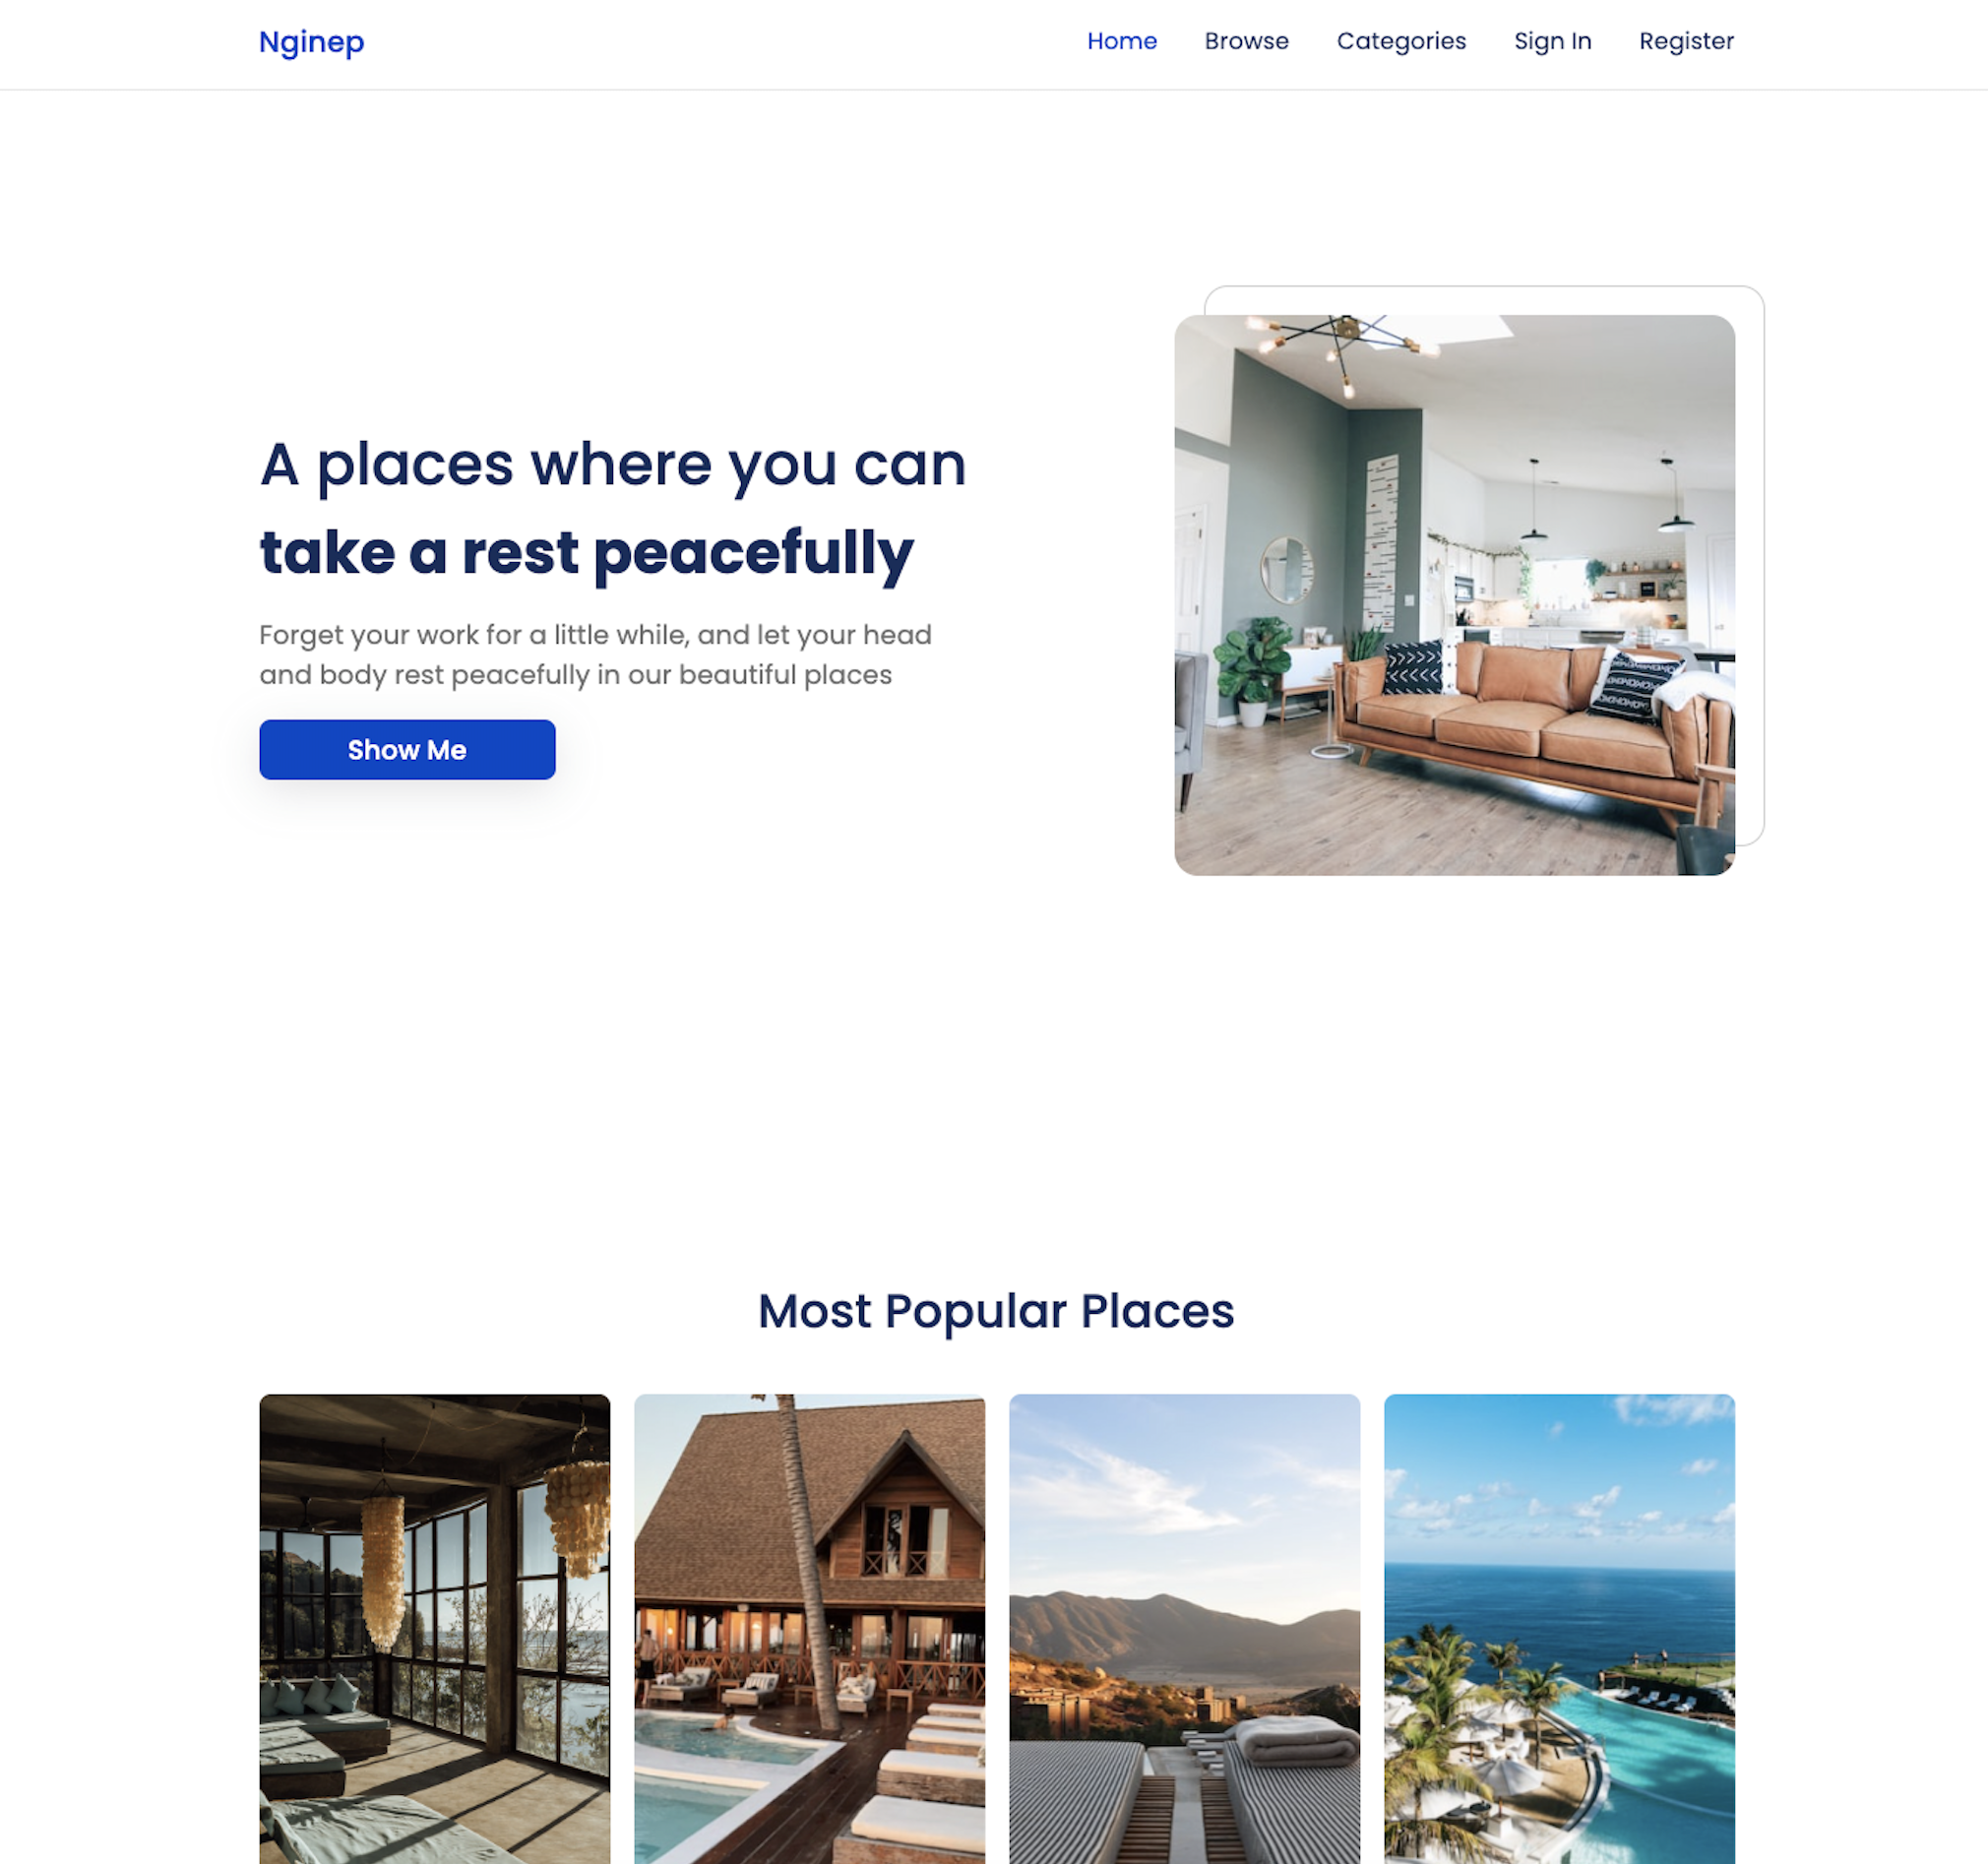 Nginep
Home
Browse
Categories
Sign In
Register
A places where you can
take a rest peacefully
Forget your work for a little while, and let your head
and body rest peacefully in our beautiful places
Show Me
Most Popular Places